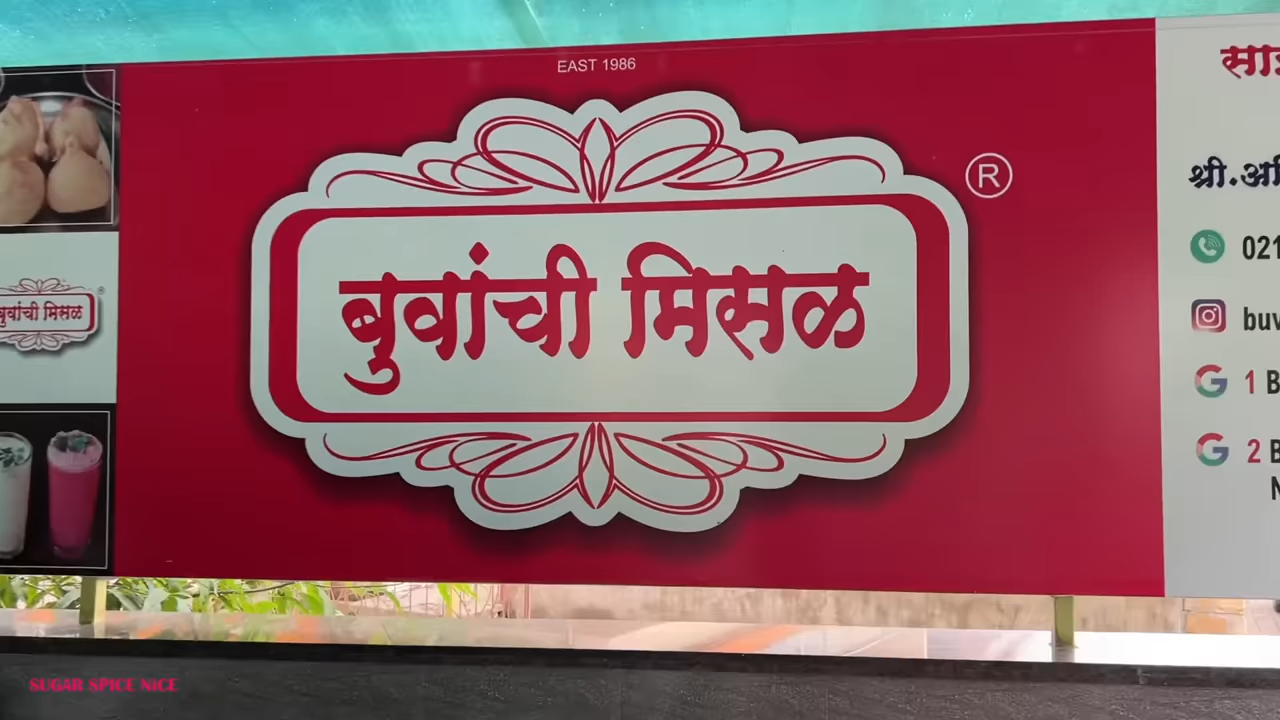 EAST 1986
बुवांची मिसळ
®
बुवांची मिसळ
021
buv
1 B
2 B
N
श्री.अ
SUGAR SPICE NICE